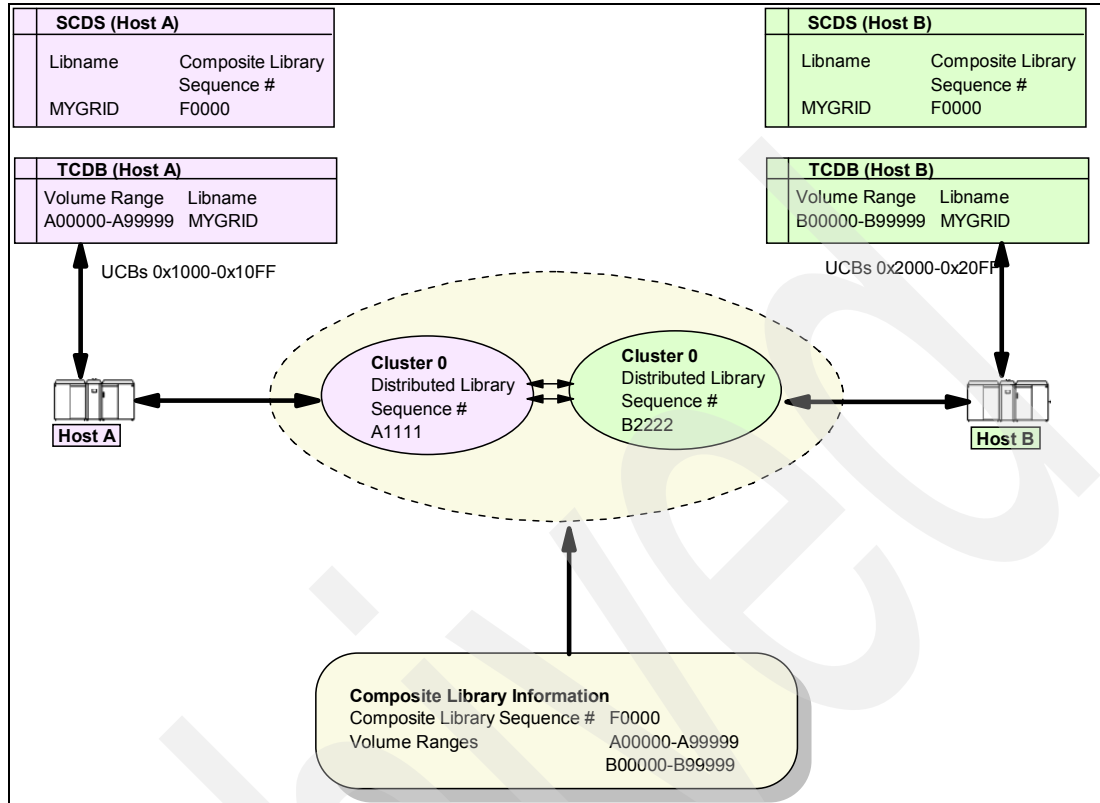 SCDS (Host A)
Libname Composite Library
Sequence #
MYGRID F0000
SCDS (Host B)
Libname Composite Library
Sequence #
MYGRID F0000
TCDB (Host A)
Volume Range Libname
A00000-A99999 MYGRID
TCDB (Host B)
Volume Range Libname
B00000-B99999 MYGRID
UCBs 0x1000-0x10FF
UCBs 0x2000-0x20FF
Cluster 0
Distributed Library
Sequence #
A1111
Cluster 0
Distributed Library
Sequence #
B2222
Host A
Host B
Composite Library Information
Composite Library Sequence # F0000
Volume Ranges A00000-A99999
B00000-B99999